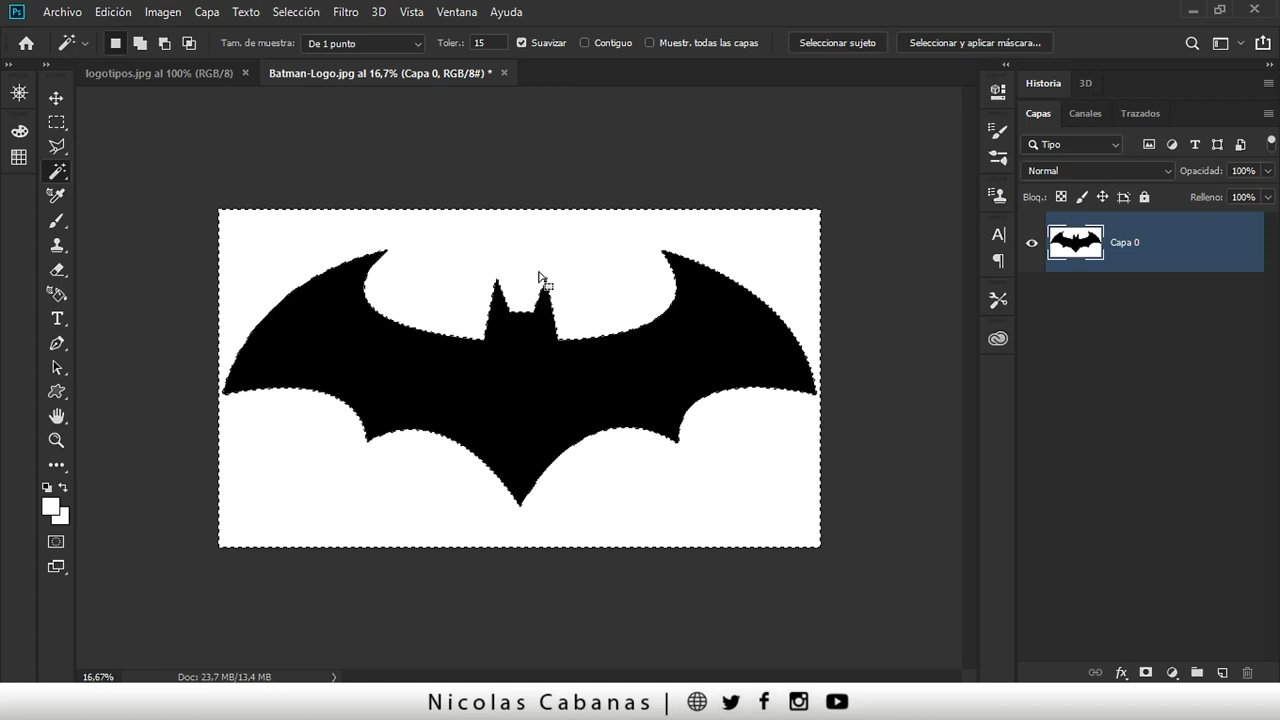 Ps Archivo Edición Imagen Capa Texto Selección Filtro 3D Vista Ventana Ayuda
Tam. de muestra: De 1 punto Toler.: 15 Suavizar Contiguo Muestr. todas las capas Seleccionar sujeto Seleccionar y aplicar máscara...
logotipos.jpg al 100% (RGB/8) × Batman-Logo.jpg al 16,7% (Capa 0, RGB/8#) * ×
Historia 3D
Capas Canales Trazados
Tipo
Normal Opacidad: 100%
Bloq.: Relleno: 100%
Capa 0
16,67% Doc: 23,7 MB/13,4 MB
Nicolas Cabanas |